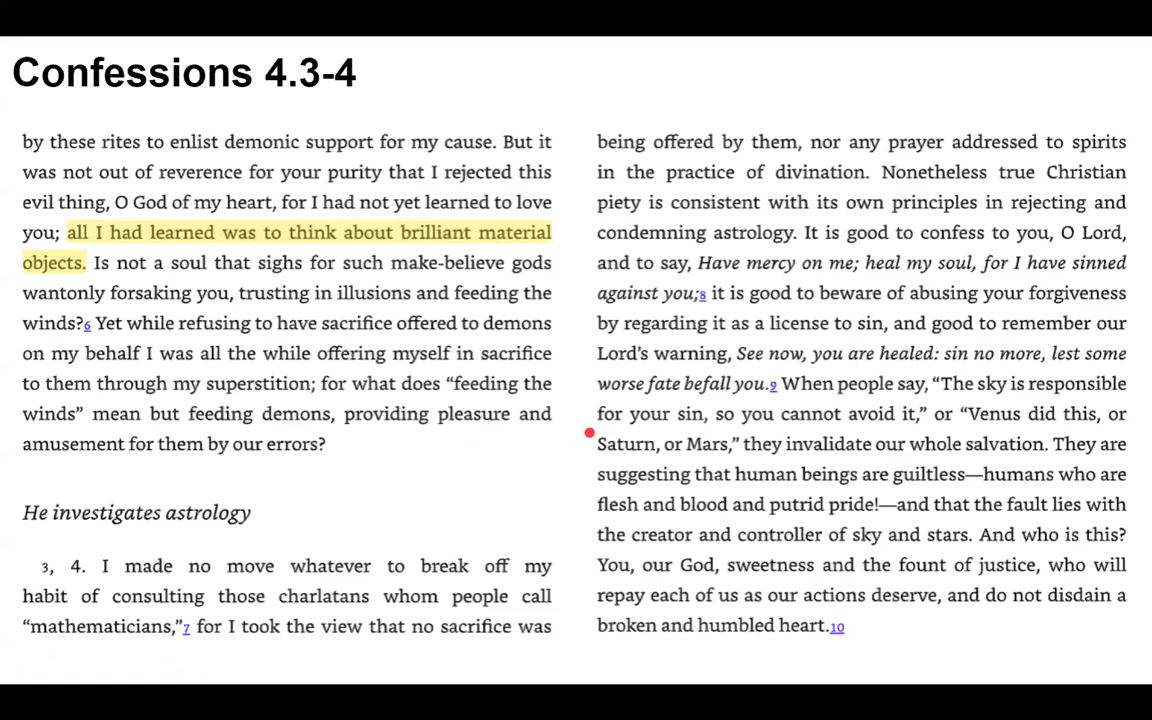 Confessions 4.3-4
by these rites to enlist demonic support for my cause. But it
was not out of reverence for your purity that I rejected this
evil thing, O God of my heart, for I had not yet learned to love
you; all I had learned was to think about brilliant material
objects. Is not a soul that sighs for such make-believe gods
wantonly forsaking you, trusting in illusions and feeding the
winds?6 Yet while refusing to have sacrifice offered to demons
on my behalf I was all the while offering myself in sacrifice
to them through my superstition; for what does “feeding the
winds” mean but feeding demons, providing pleasure and
amusement for them by our errors?
He investigates astrology
3, 4. I made no move whatever to break off my
habit of consulting those charlatans whom people call
“mathematicians,”7 for I took the view that no sacrifice was
being offered by them, nor any prayer addressed to spirits
in the practice of divination. Nonetheless true Christian
piety is consistent with its own principles in rejecting and
condemning astrology. It is good to confess to you, O Lord,
and to say, Have mercy on me; heal my soul, for I have sinned
against you;8 it is good to beware of abusing your forgiveness
by regarding it as a license to sin, and good to remember our
Lord’s warning, See now, you are healed: sin no more, lest some
worse fate befall you.9 When people say, “The sky is responsible
for your sin, so you cannot avoid it,” or “Venus did this, or
Saturn, or Mars,” they invalidate our whole salvation. They are
suggesting that human beings are guiltless—humans who are
flesh and blood and putrid pride!—and that the fault lies with
the creator and controller of sky and stars. And who is this?
You, our God, sweetness and the fount of justice, who will
repay each of us as our actions deserve, and do not disdain a
broken and humbled heart.10